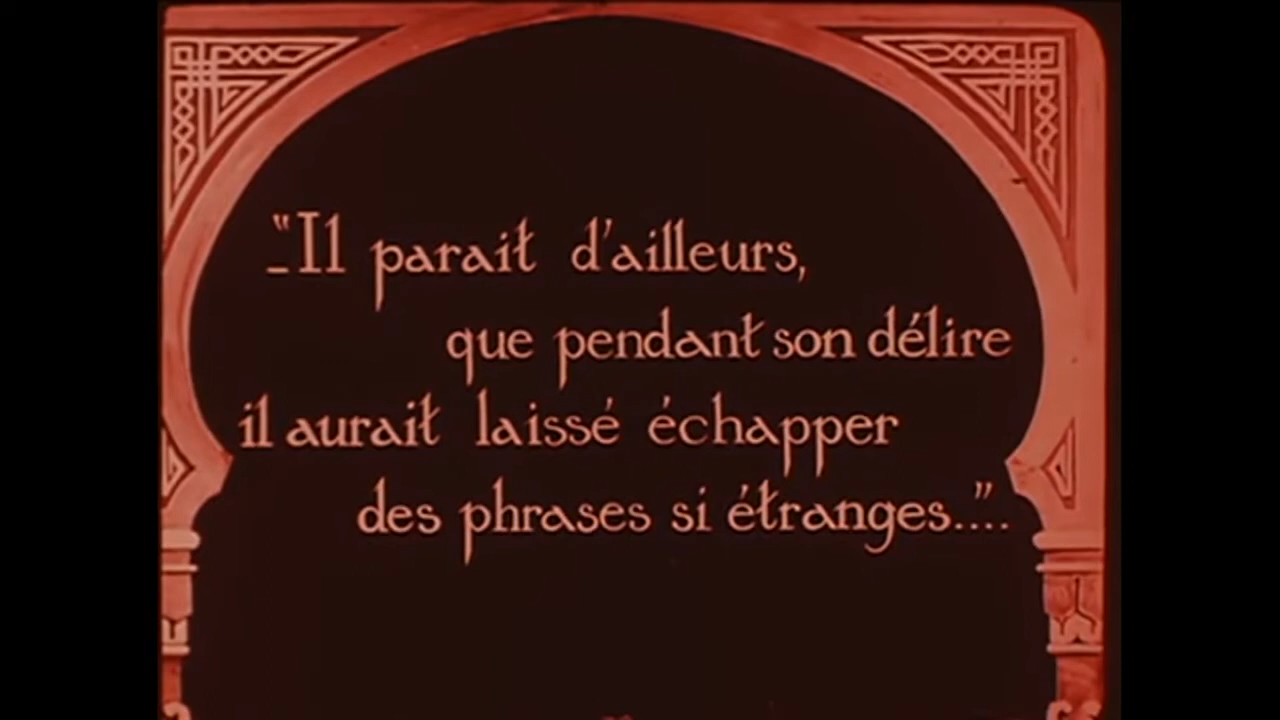 –"Il parait d'ailleurs,
que pendant son délire
il aurait laissé échapper
des phrases si étranges...."